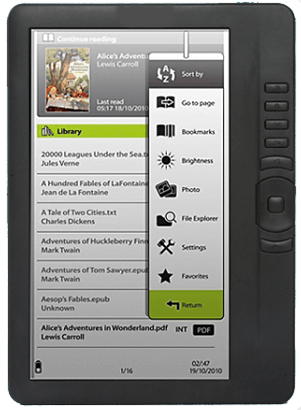 Continue reading
Alice's Adventu
Lewis Carroll
Last read
05:17 18/10/2010
Library
20000 Leagues Under the Sea.t
Jules Verne
A Hundred Fables of LaFontaine
Jean de La Fontaine
A Tale of Two Cities.txt
Charles Dickens
Adventures of Huckleberry Finn
Mark Twain
Adventures of Tom Sawyer.epub
Mark Twain
Aesop's Fables.epub
Unknown
Alice's Adventures in Wonderland.pdf INT PDF
Lewis Carroll
1/16
02/47
19/10/2010
Sort by
Go to page
Bookmarks
Brightness
Photo
File Explorer
Settings
Favorites
Return